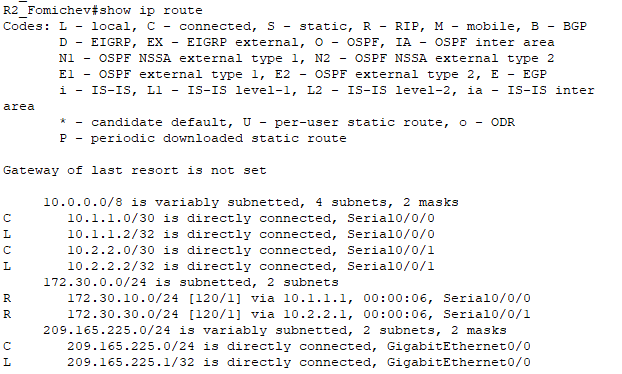 R2_Fomichev#show ip route
Codes: L - local, C - connected, S - static, R - RIP, M - mobile, B - BGP
       D - EIGRP, EX - EIGRP external, O - OSPF, IA - OSPF inter area
       N1 - OSPF NSSA external type 1, N2 - OSPF NSSA external type 2
       E1 - OSPF external type 1, E2 - OSPF external type 2, E - EGP
       i - IS-IS, L1 - IS-IS level-1, L2 - IS-IS level-2, ia - IS-IS inter
area
       * - candidate default, U - per-user static route, o - ODR
       P - periodic downloaded static route

Gateway of last resort is not set

     10.0.0.0/8 is variably subnetted, 4 subnets, 2 masks
C       10.1.1.0/30 is directly connected, Serial0/0/0
L       10.1.1.2/32 is directly connected, Serial0/0/0
C       10.2.2.0/30 is directly connected, Serial0/0/1
L       10.2.2.2/32 is directly connected, Serial0/0/1
     172.30.0.0/24 is subnetted, 2 subnets
R       172.30.10.0/24 [120/1] via 10.1.1.1, 00:00:06, Serial0/0/0
R       172.30.30.0/24 [120/1] via 10.2.2.1, 00:00:06, Serial0/0/1
     209.165.225.0/24 is variably subnetted, 2 subnets, 2 masks
C       209.165.225.0/24 is directly connected, GigabitEthernet0/0
L       209.165.225.1/32 is directly connected, GigabitEthernet0/0